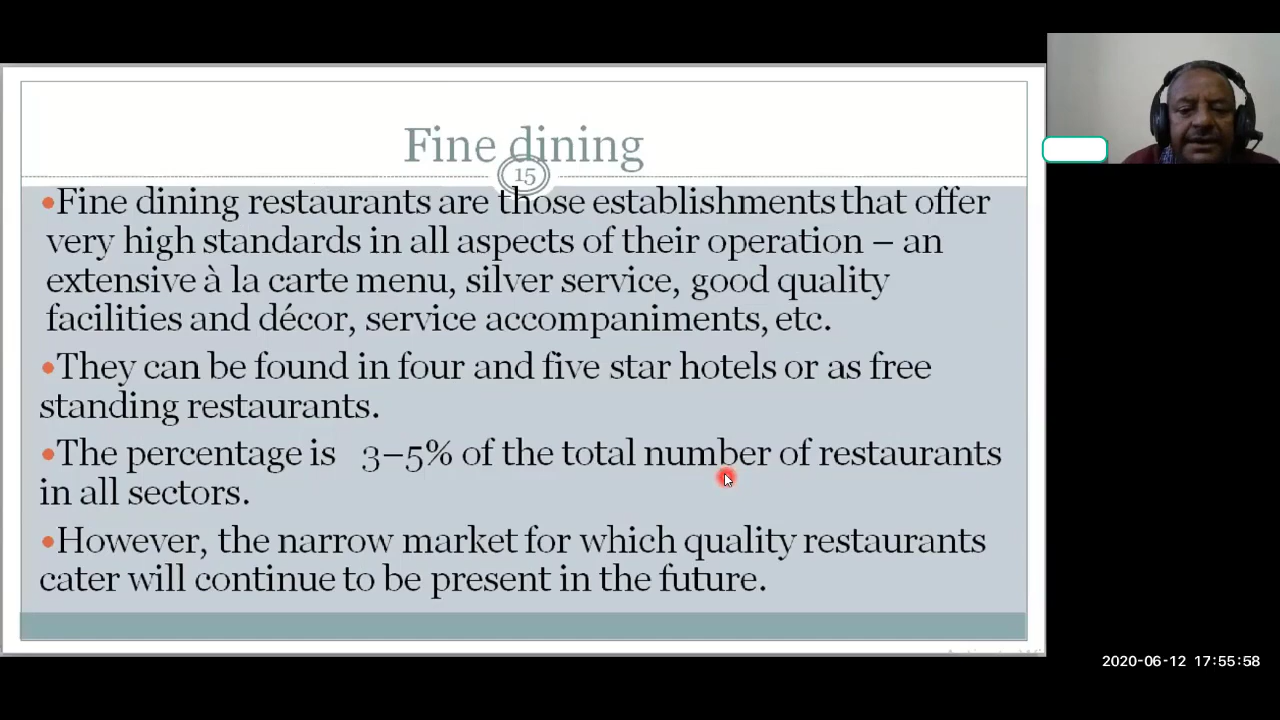 Fine dining
15
•Fine dining restaurants are those establishments that offer
very high standards in all aspects of their operation – an
extensive à la carte menu, silver service, good quality
facilities and décor, service accompaniments, etc.
•They can be found in four and five star hotels or as free
standing restaurants.
•The percentage is 3–5% of the total number of restaurants
in all sectors.
•However, the narrow market for which quality restaurants
cater will continue to be present in the future.
2020-06-12 17:55:58